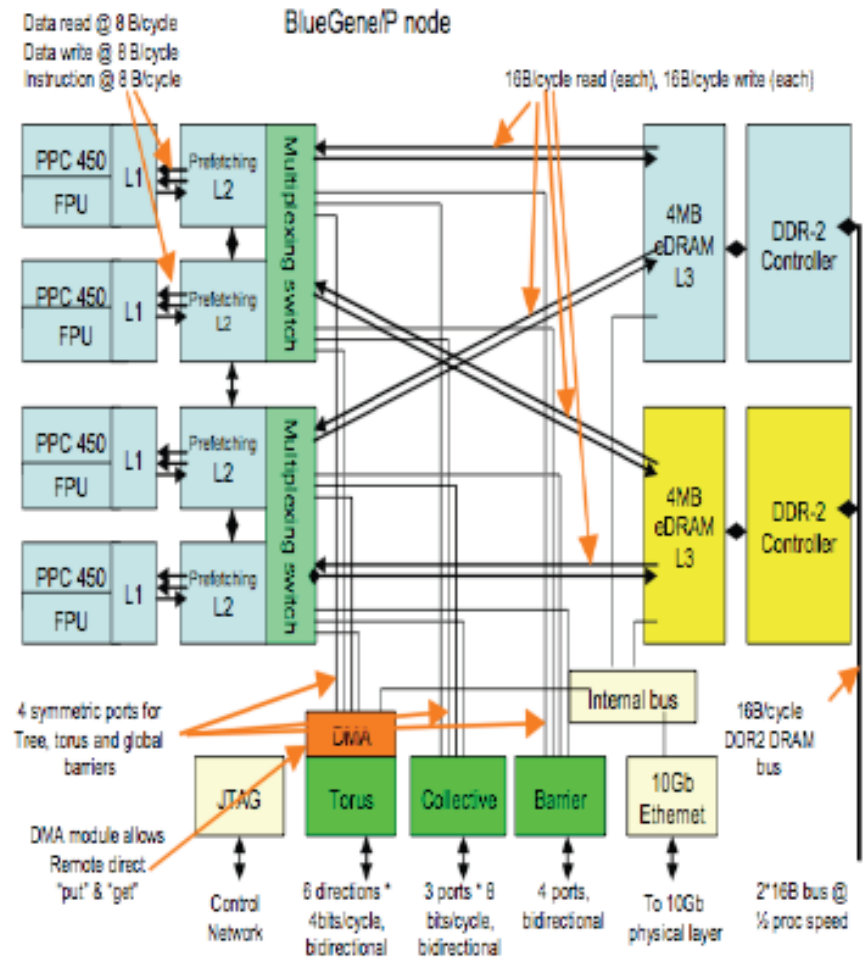 BlueGene/P node
Data read @ 8 B/cycle
Data write @ 8 B/cycle
Instruction @ 8 B/cycle
16B/cycle read (each), 16B/cycle write (each)
PPC 450
FPU
L1
Prefetching
L2
Multiplexing switch
4MB
eDRAM
L3
DDR-2
Controller
PPC 450
FPU
L1
Prefetching
L2
PPC 450
FPU
L1
Prefetching
L2
Multiplexing switch
4MB
eDRAM
L3
DDR-2
Controller
PPC 450
FPU
L1
Prefetching
L2
4 symmetric ports for
Tree, torus and global
barriers
Internal bus
16B/cycle
DDR2 DRAM
bus
DMA
JTAG
Torus
Collective
Barrier
10Gb
Ethernet
DMA module allows
Remote direct
"put" & "get"
Control
Network
6 directions *
4bits/cycle,
bidirectional
3 ports * 8
bits/cycle,
bidirectional
4 ports,
bidirectional
To 10Gb
physical layer
2*16B bus @
½ proc speed